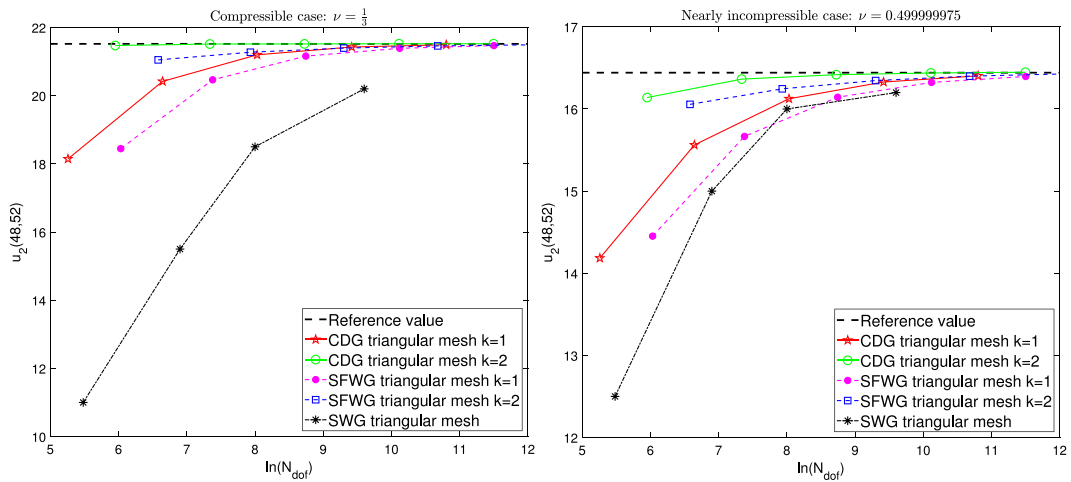 Compressible case: ν = 1/3
22
20
18
16
14
12
10
u₂(48,52)
5 6 7 8 9 10 11 12
ln(N_dof)
Reference value
CDG triangular mesh k=1
CDG triangular mesh k=2
SFWG triangular mesh k=1
SFWG triangular mesh k=2
SWG triangular mesh
Nearly incompressible case: ν = 0.499999975
17
16
15
14
13
12
u₂(48,52)
5 6 7 8 9 10 11 12
ln(N_dof)
Reference value
CDG triangular mesh k=1
CDG triangular mesh k=2
SFWG triangular mesh k=1
SFWG triangular mesh k=2
SWG triangular mesh